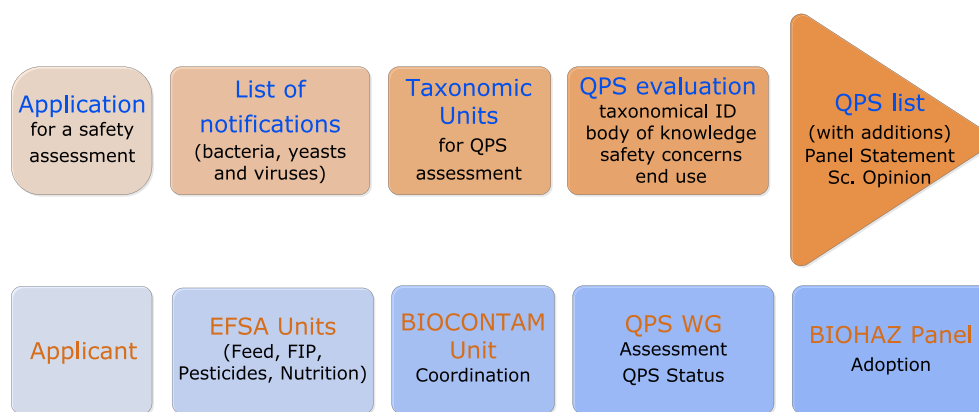 Application
for a safety
assessment
List of
notifications
(bacteria, yeasts
and viruses)
Taxonomic
Units
for QPS
assessment
QPS evaluation
taxonomical ID
body of knowledge
safety concerns
end use
QPS list
(with additions)
Panel Statement
Sc. Opinion
Applicant
EFSA Units
(Feed, FIP,
Pesticides, Nutrition)
BIOCONTAM
Unit
Coordination
QPS WG
Assessment
QPS Status
BIOHAZ Panel
Adoption